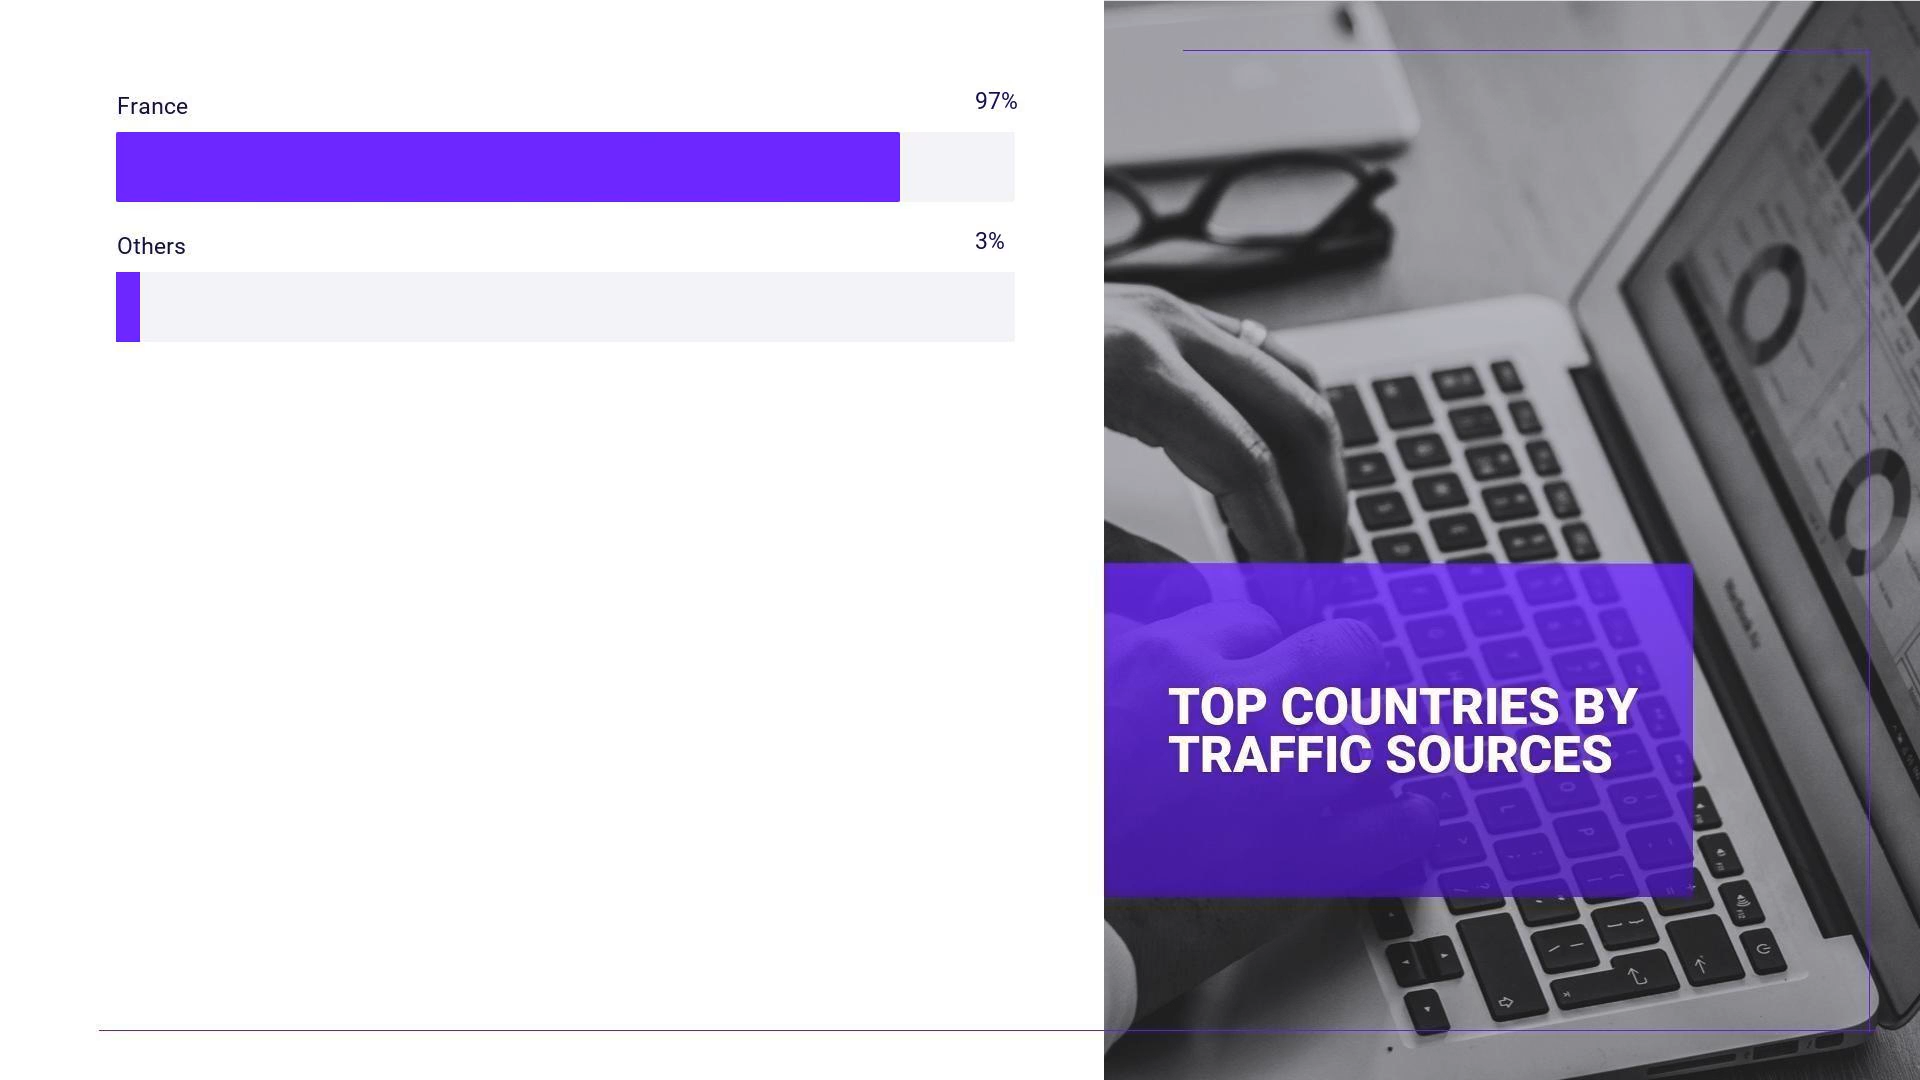 France
97%
Others
3%
TOP COUNTRIES BY
TRAFFIC SOURCES